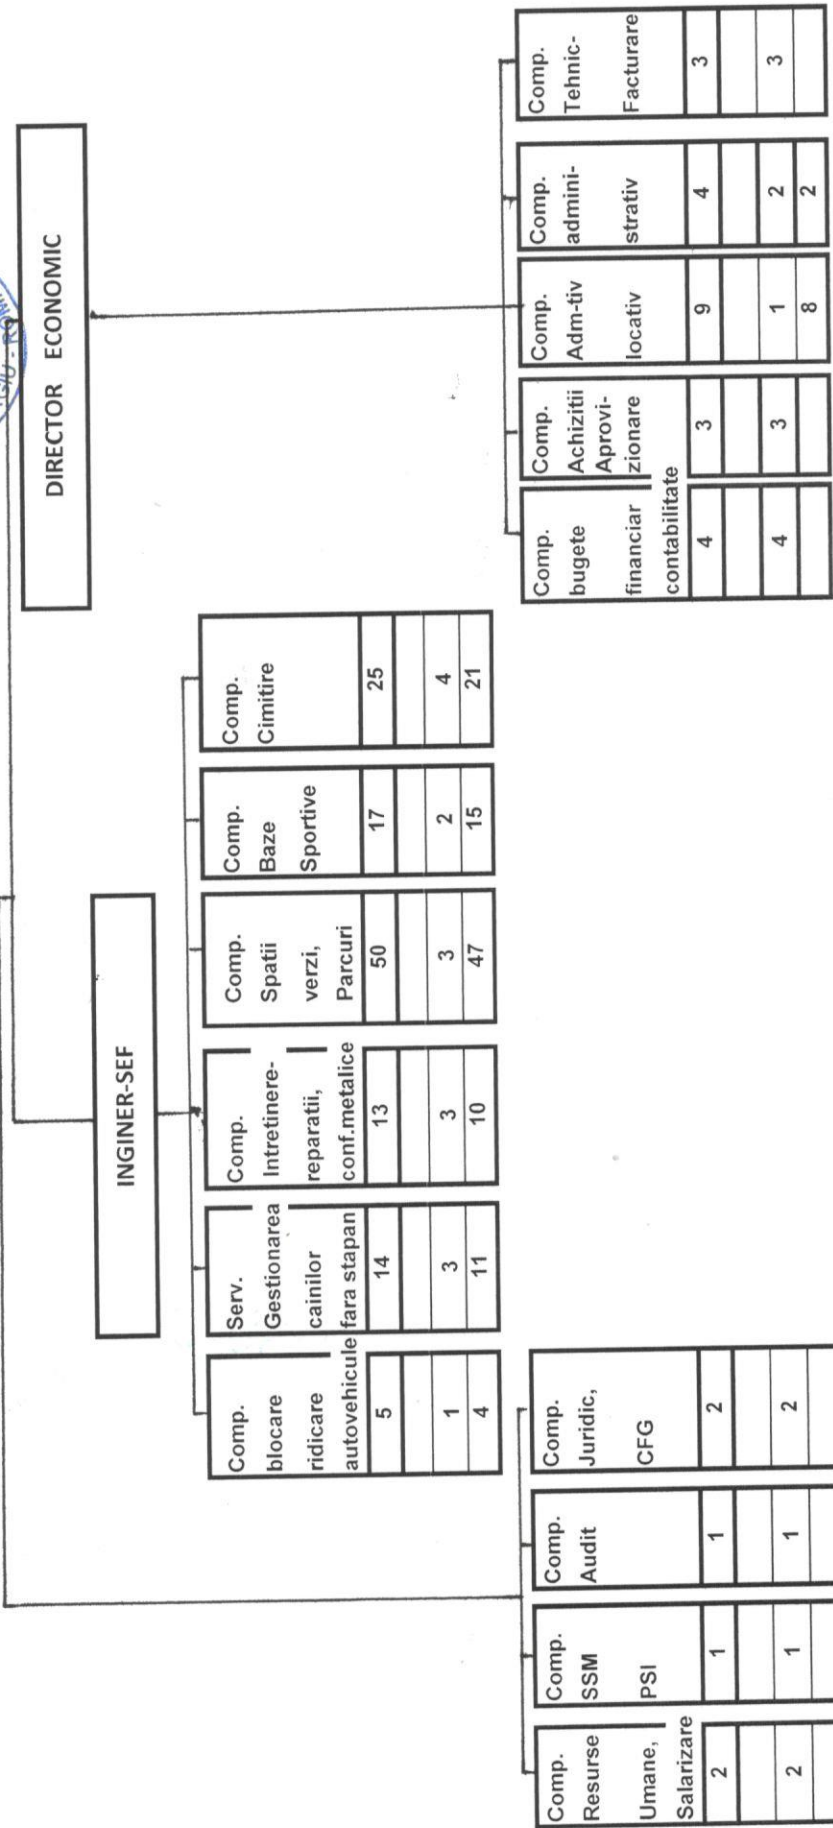 DIRECTOR ECONOMIC
INGINER-SEF
Comp.
blocare
ridicare
autovehicule
5
1
4
Serv.
Gestionarea
cainilor
fara stapan
14
3
11
Comp.
Intretinere-
reparatii,
conf.metalice
13
3
10
Comp.
Spatii
verzi,
Parcuri
50
3
47
Comp.
Baze
Sportive
17
2
15
Comp.
Cimitire
25
4
21
Comp.
Resurse
Umane,
Salarizare
2
2
Comp.
SSM
PSI
1
1
Comp.
Audit
1
1
Comp.
Juridic,
CFG
2
2
Comp.
bugete
financiar
contabilitate
4
4
Comp.
Achizitii
Aprovi-
zionare
3
3
Comp.
Adm-tiv
locativ
9
1
8
Comp.
admini-
strativ
4
2
2
Comp.
Tehnic-
Facturare
3
3